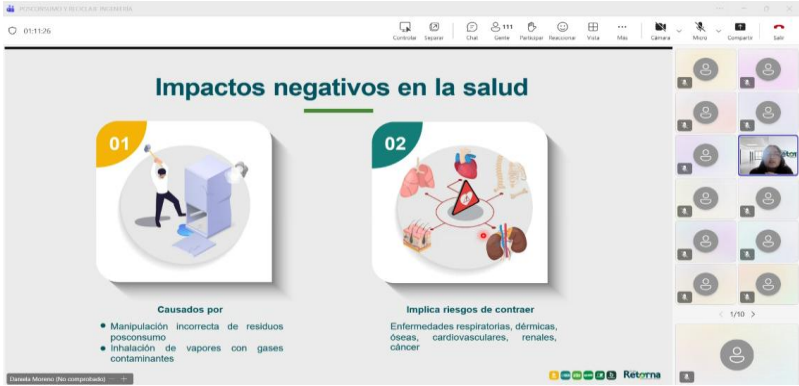 POSCONSUMO Y RECICLAJE INGENIERÍA
01:11:26
Controlar
Separar
Chat
111
Gente
Participar
Reaccionar
Vista
Más
Cámara
Micro
Compartir
Salir
Impactos negativos en la salud
01
02
Causados por
Manipulación incorrecta de residuos
posconsumo
Inhalación de vapores con gases
contaminantes
Implica riesgos de contraer
Enfermedades respiratorias, dérmicas,
óseas, cardiovasculares, renales,
cáncer
1/10
Daniela Moreno (No comprobado)
Retorna